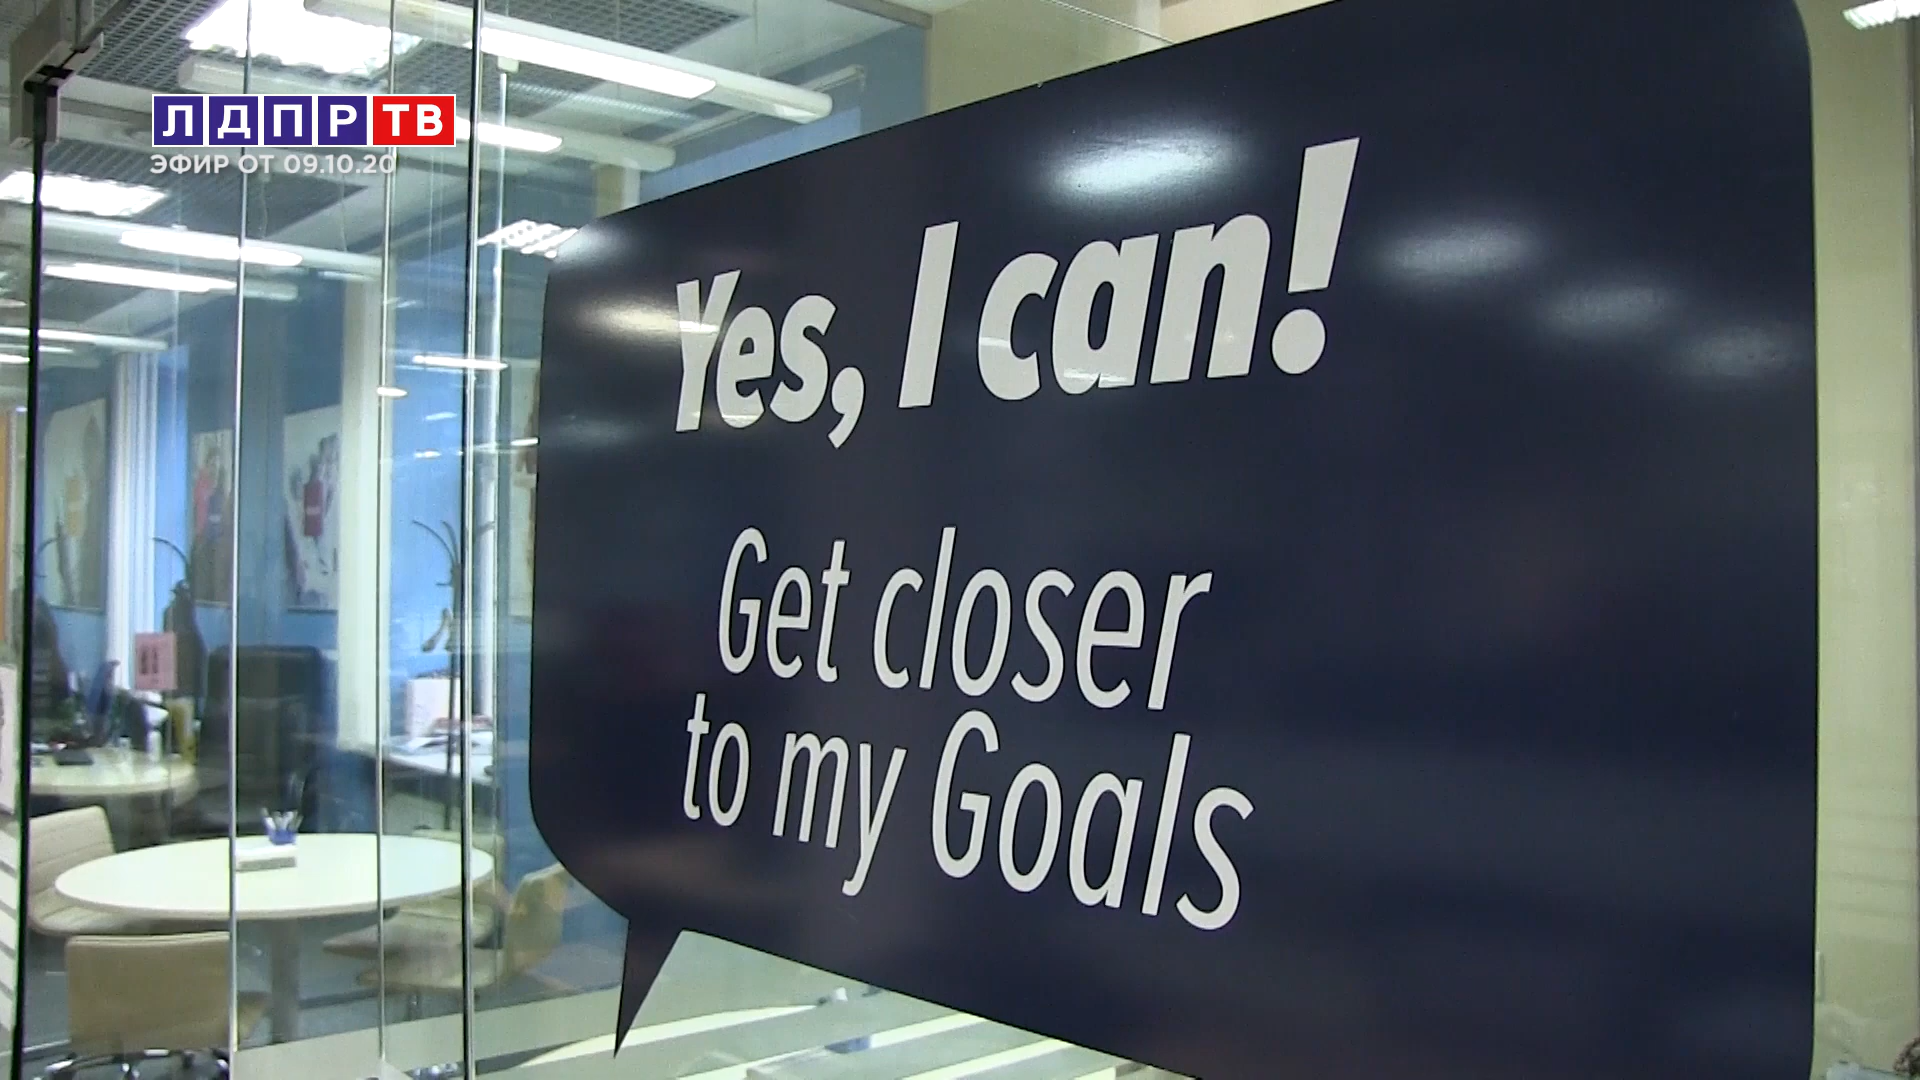 ЛДПР ТВ
ЭФИР ОТ 09.10.20
Yes, I can!
Get closer
to my Goals